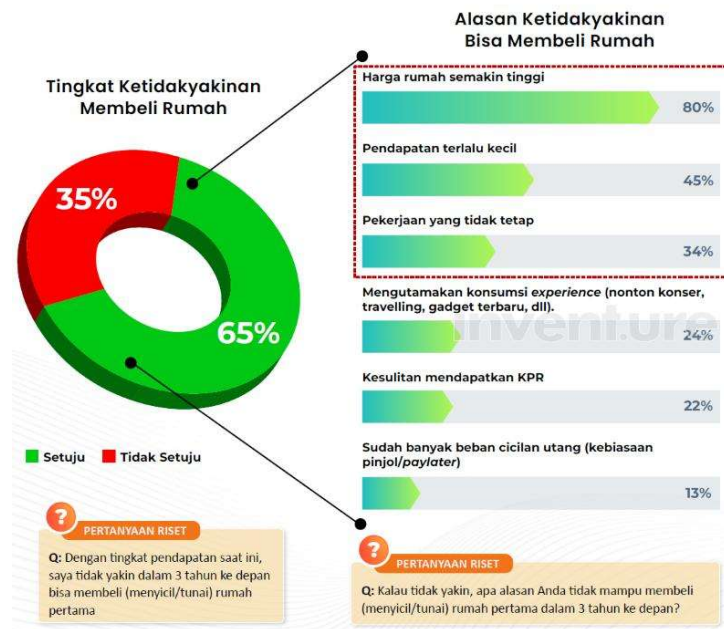 Tingkat Ketidakyakinan
Membeli Rumah
35%
65%
Setuju
Tidak Setuju
?
PERTANYAAN RISET
Q: Dengan tingkat pendapatan saat ini,
saya tidak yakin dalam 3 tahun ke depan
bisa membeli (menyicil/tunai) rumah
pertama
Alasan Ketidakyakinan
Bisa Membeli Rumah
Harga rumah semakin tinggi
80%
Pendapatan terlalu kecil
45%
Pekerjaan yang tidak tetap
34%
Mengutamakan konsumsi experience (nonton konser,
travelling, gadget terbaru, dll).
inventure
24%
Kesulitan mendapatkan KPR
22%
Sudah banyak beban cicilan utang (kebiasaan
pinjol/paylater)
13%
?
PERTANYAAN RISET
Q: Kalau tidak yakin, apa alasan Anda tidak mampu membeli
(menyicil/tunai) rumah pertama dalam 3 tahun ke depan?